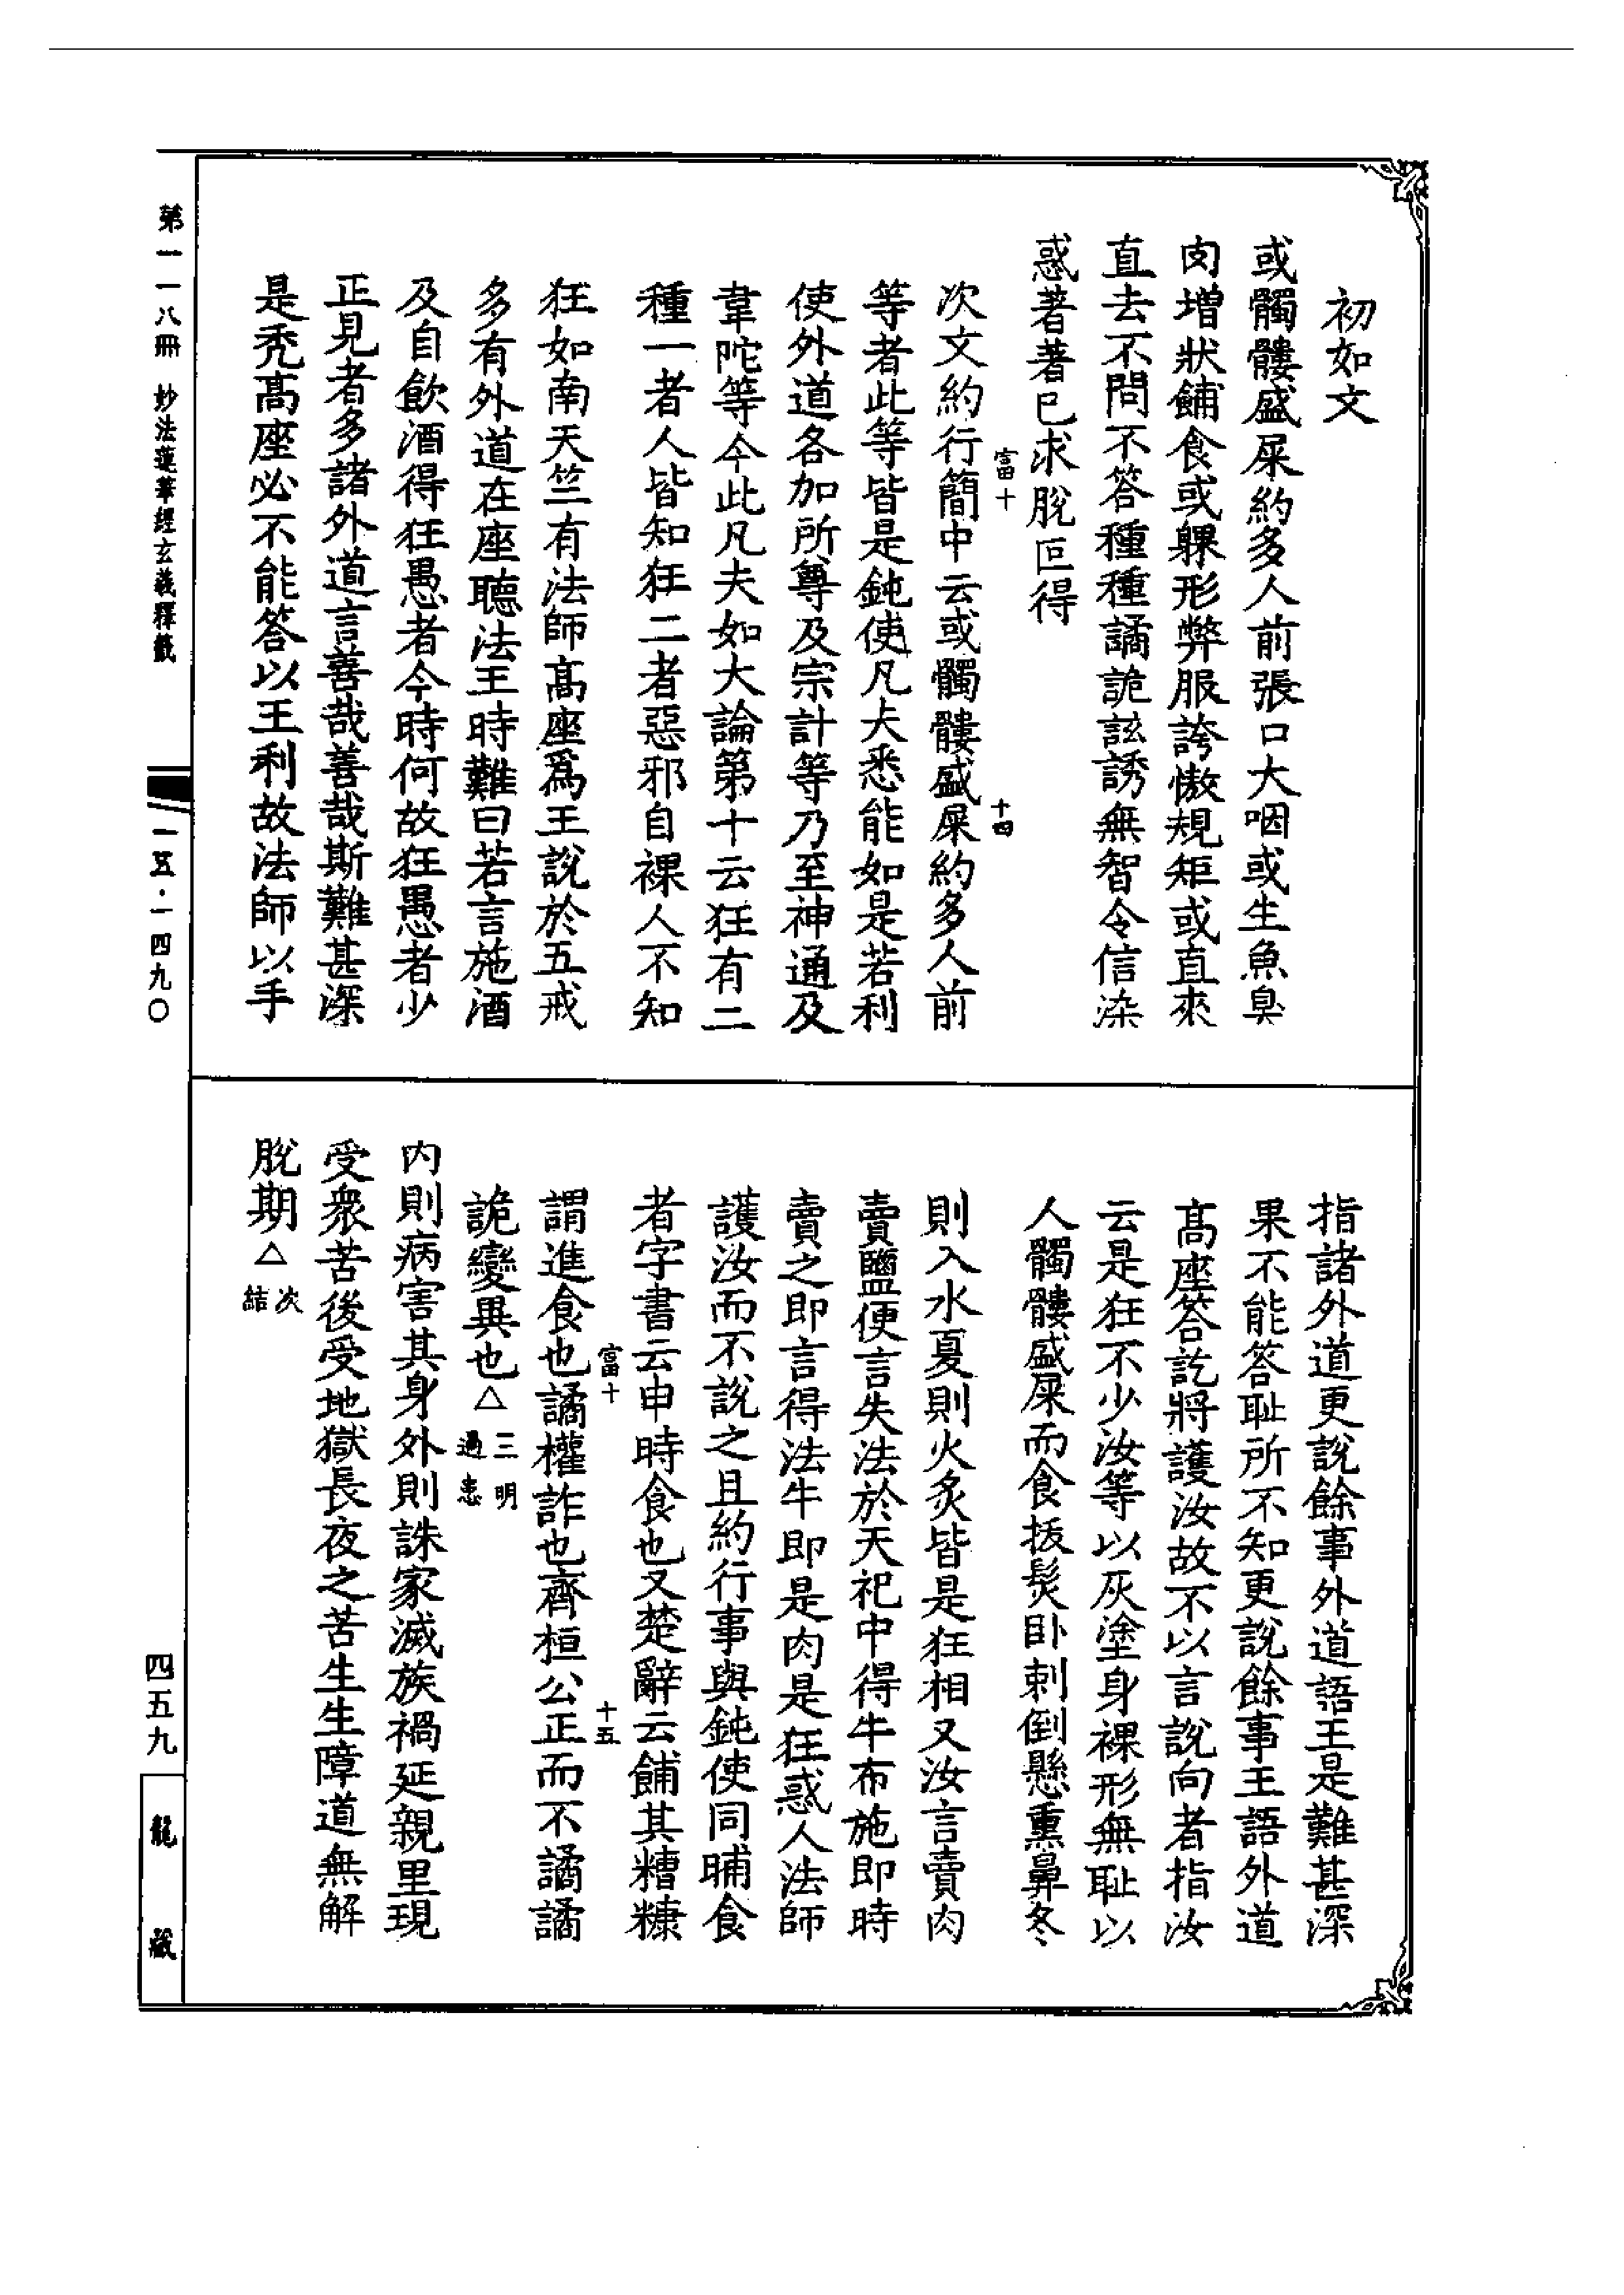 初如文
或髑髏盛屎約多人前張口大咽或生魚臭
肉增狀餔食或躶形弊服誇慠規矩或直來
直去不問不答種種譎詭詃誘無智令信染
惑著著已求脫叵得
次文約行簡中云或髑髏盛屎約多人前
等者此等皆是鈍使凡夫悉能如是若利
使外道各加所尊及宗計等乃至神通及
韋陀等今此凡夫如大論第十云狂有二
種一者人皆知狂二者惡邪自裸人不知
狂如南天竺有法師高座爲王說於五戒
多有外道在座聽法王時難曰若言施酒
及自飲酒得狂愚者今時何故狂愚者少
正見者多諸外道言善哉善哉斯難甚深
是禿高座必不能答以王利故法師以手
富十
十四
指諸外道更說餘事外道語王是難甚深
果不能答耻所不知更說餘事王語外道
高座答訖將護汝故不以言說向者指汝
云是狂不少汝等以灰塗身裸形無耻以
人髑髏盛屎而食拔髮卧刺倒懸熏鼻冬
則入水夏則火炙皆是狂相又汝言賣肉
賣鹽便言失法於天祀中得牛布施即時
賣之即言得法牛即是肉是狂惑人法師
護汝而不說之且約行事與鈍使同晡食
者字書云申時食也又楚辭云餔其糟糠
謂進食也譎權詐也齊桓公正而不譎譎
詭變異也△三明過患
內則病害其身外則誅家滅族禍延親里現
受衆苦後受地獄長夜之苦生生障道無解
脫期△次結
富十
十五
第一一八冊 妙法蓮華經玄義釋籤
一五·一四九〇
四五九
龍藏